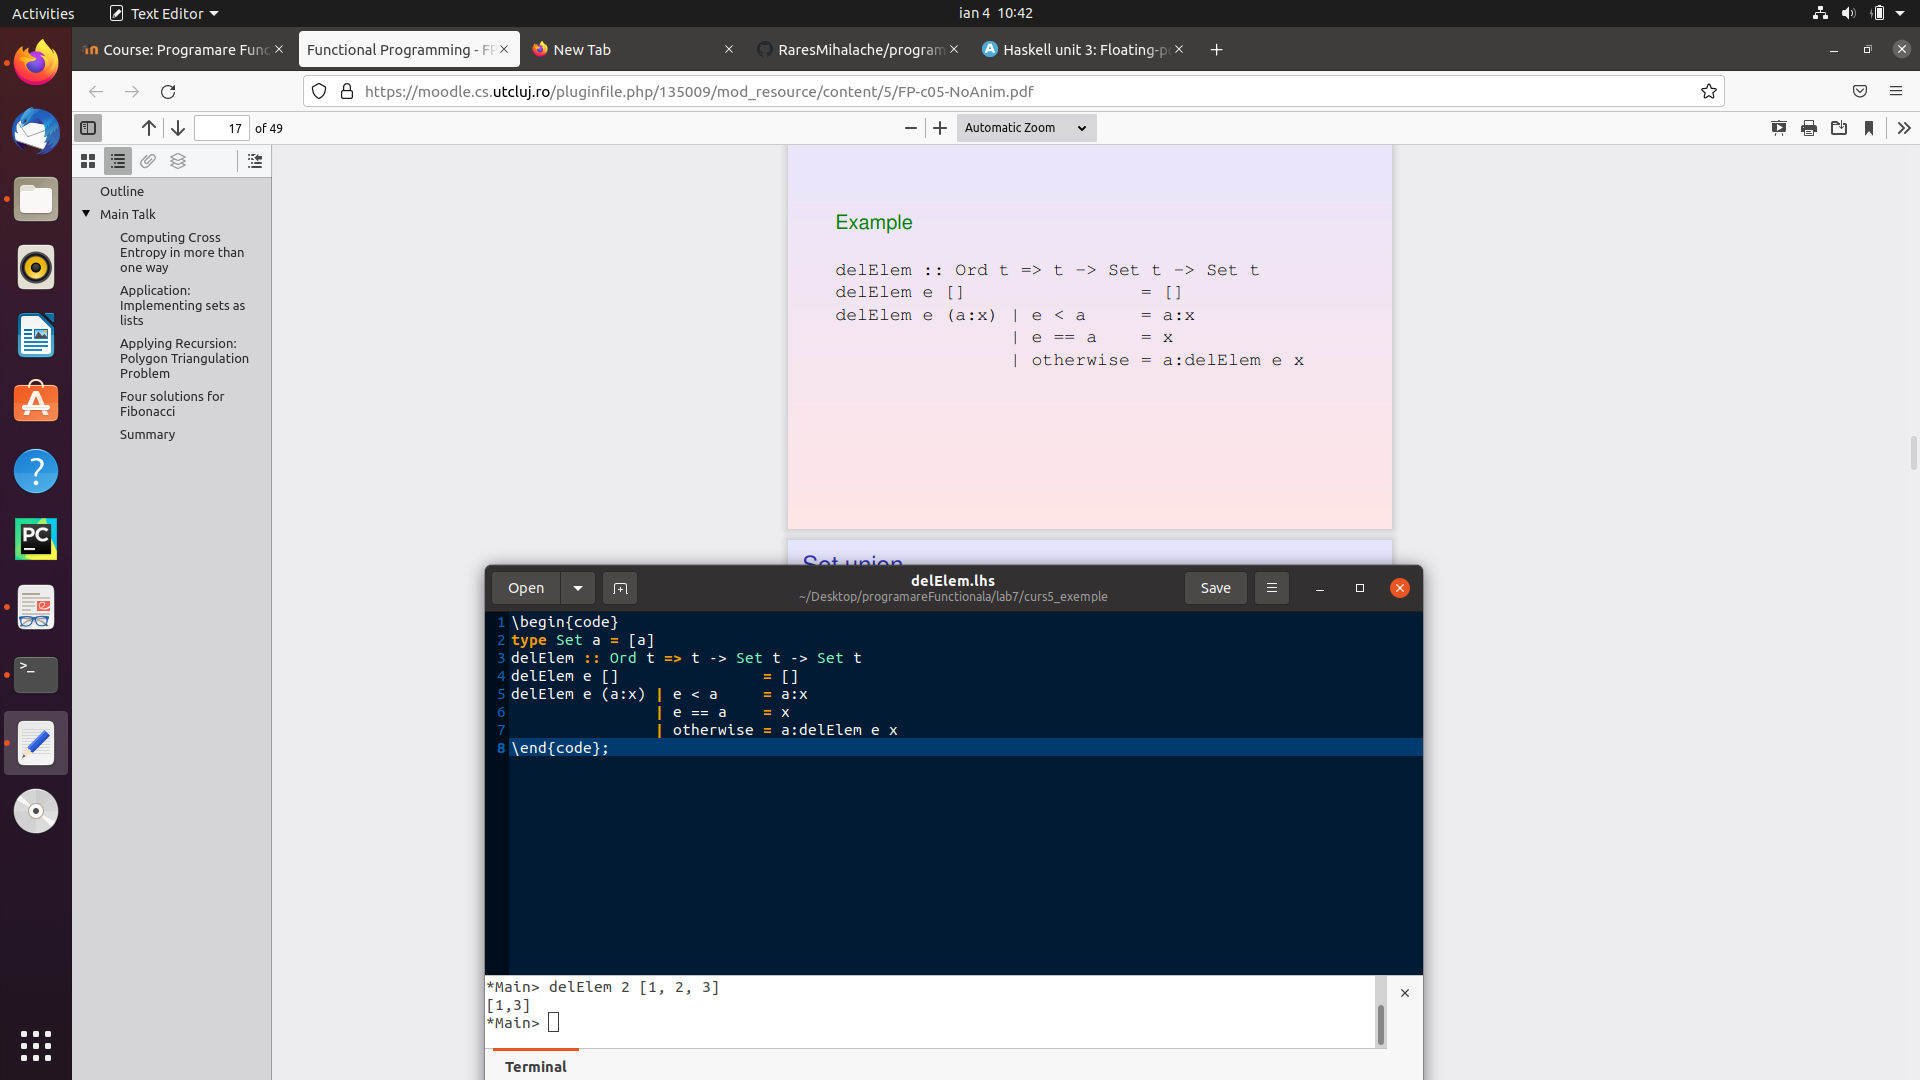 Activities
Text Editor
ian 4 10:42
Course: Programare Func
Functional Programming - FP
New Tab
RaresMihalache/program
Haskell unit 3: Floating-po
https://moodle.cs.utcluj.ro/pluginfile.php/135009/mod_resource/content/5/FP-c05-NoAnim.pdf
17 of 49
Automatic Zoom
Outline
Main Talk
Computing Cross
Entropy in more than
one way
Application:
Implementing sets as
lists
Applying Recursion:
Polygon Triangulation
Problem
Four solutions for
Fibonacci
Summary
Example
delElem :: Ord t => t -> Set t -> Set t
delElem e [] = []
delElem e (a:x) | e < a = a:x
| e == a = x
| otherwise = a:delElem e x
Set union
Open
delElem.lhs
~/Desktop/programareFunctionala/lab7/curs5_exemple
Save
1 \begin{code}
2 type Set a = [a]
3 delElem :: Ord t => t -> Set t -> Set t
4 delElem e [] = []
5 delElem e (a:x) | e < a = a:x
6 | e == a = x
7 | otherwise = a:delElem e x
8 \end{code};
*Main> delElem 2 [1, 2, 3]
[1,3]
*Main>
Terminal